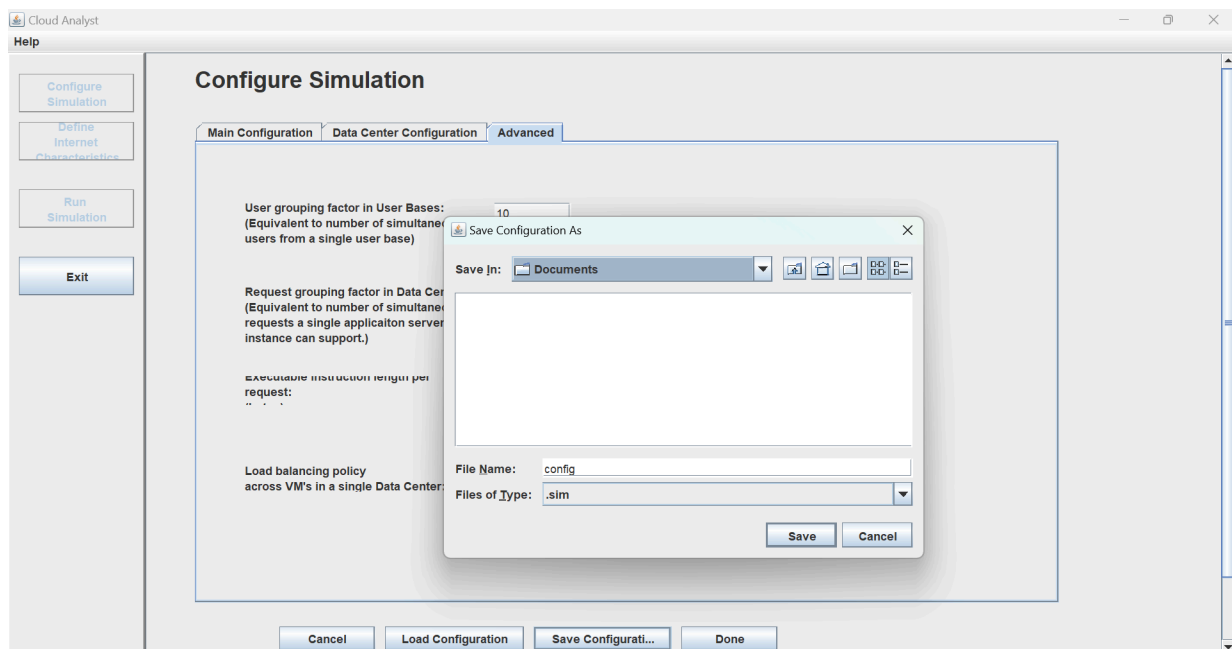 Cloud Analyst
Help
Configure
Simulation
Define
Internet
Characteristics
Run
Simulation
Exit
Configure Simulation
Main Configuration
Data Center Configuration
Advanced
User grouping factor in User Bases:
(Equivalent to number of simultane
users from a single user base)
10
Request grouping factor in Data Cer
(Equivalent to number of simultane
requests a single applicaiton server
instance can support.)
Executable instruction length per
request:
Load balancing policy
across VM's in a single Data Center:
Save Configuration As
Save In:
Documents
File Name:
config
Files of Type:
.sim
Save
Cancel
Cancel
Load Configuration
Save Configurati...
Done